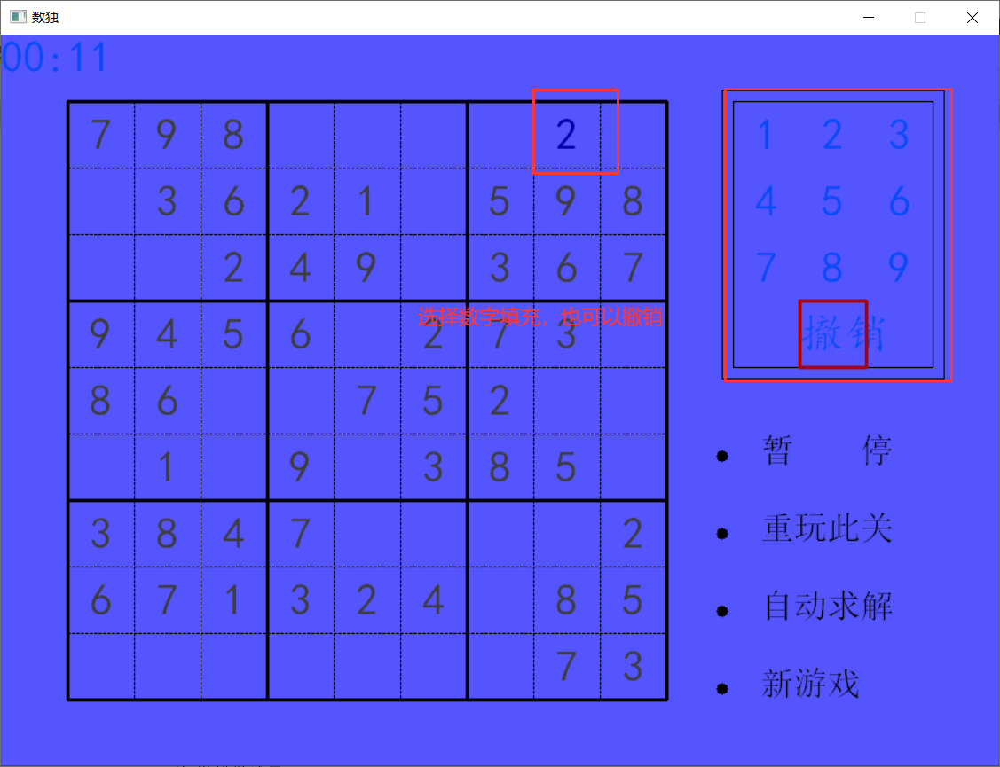 数独
00:11
7 9 8 2
3 6 2 1 5 9 8
2 4 9 3 6 7
选择数字填充，也可以撤销
9 4 5 6 2 7 3
8 6 7 5 2
1 9 3 8 5
3 8 4 7 2
6 7 1 3 2 4 8 5
7 3
1 2 3
4 5 6
7 8 9
撤销
暂 停
重玩此关
自动求解
新游戏